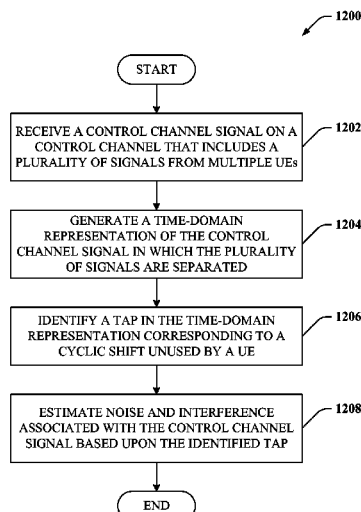 1200
START
RECEIVE A CONTROL CHANNEL SIGNAL ON A
CONTROL CHANNEL THAT INCLUDES A
PLURALITY OF SIGNALS FROM MULTIPLE UEs
1202
GENERATE A TIME-DOMAIN
REPRESENTATION OF THE CONTROL
CHANNEL SIGNAL IN WHICH THE PLURALITY
OF SIGNALS ARE SEPARATED
1204
IDENTIFY A TAP IN THE TIME-DOMAIN
REPRESENTATION CORRESPONDING TO A
CYCLIC SHIFT UNUSED BY A UE
1206
ESTIMATE NOISE AND INTERFERENCE
ASSOCIATED WITH THE CONTROL CHANNEL
SIGNAL BASED UPON THE IDENTIFIED TAP
1208
END